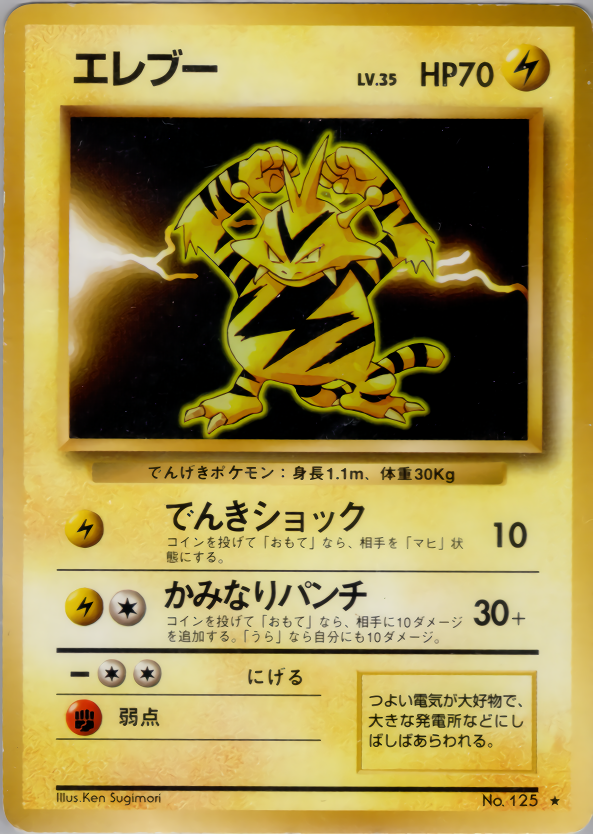 エレブー LV.35 HP70
でんげきポケモン：身長1.1m、体重30Kg
でんきショック 10
コインを投げて「おもて」なら、相手を「マヒ」状
態にする。
かみなりパンチ 30+
コインを投げて「おもて」なら、相手に10ダメージ
を追加する。「うら」なら自分にも10ダメージ。
ー にげる
弱点
つよい電気が大好物で、
大きな発電所などにし
ばしばあらわれる。
Illus.Ken Sugimori No. 125 ★